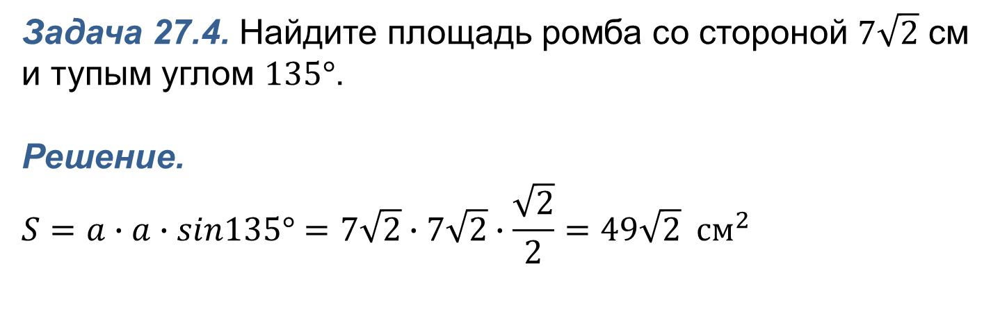 Задача 27.4. Найдите площадь ромба со стороной 7√2 см
и тупым углом 135°.
Решение.
S = a · a · sin135° = 7√2 · 7√2 · √2/2 = 49√2 см²